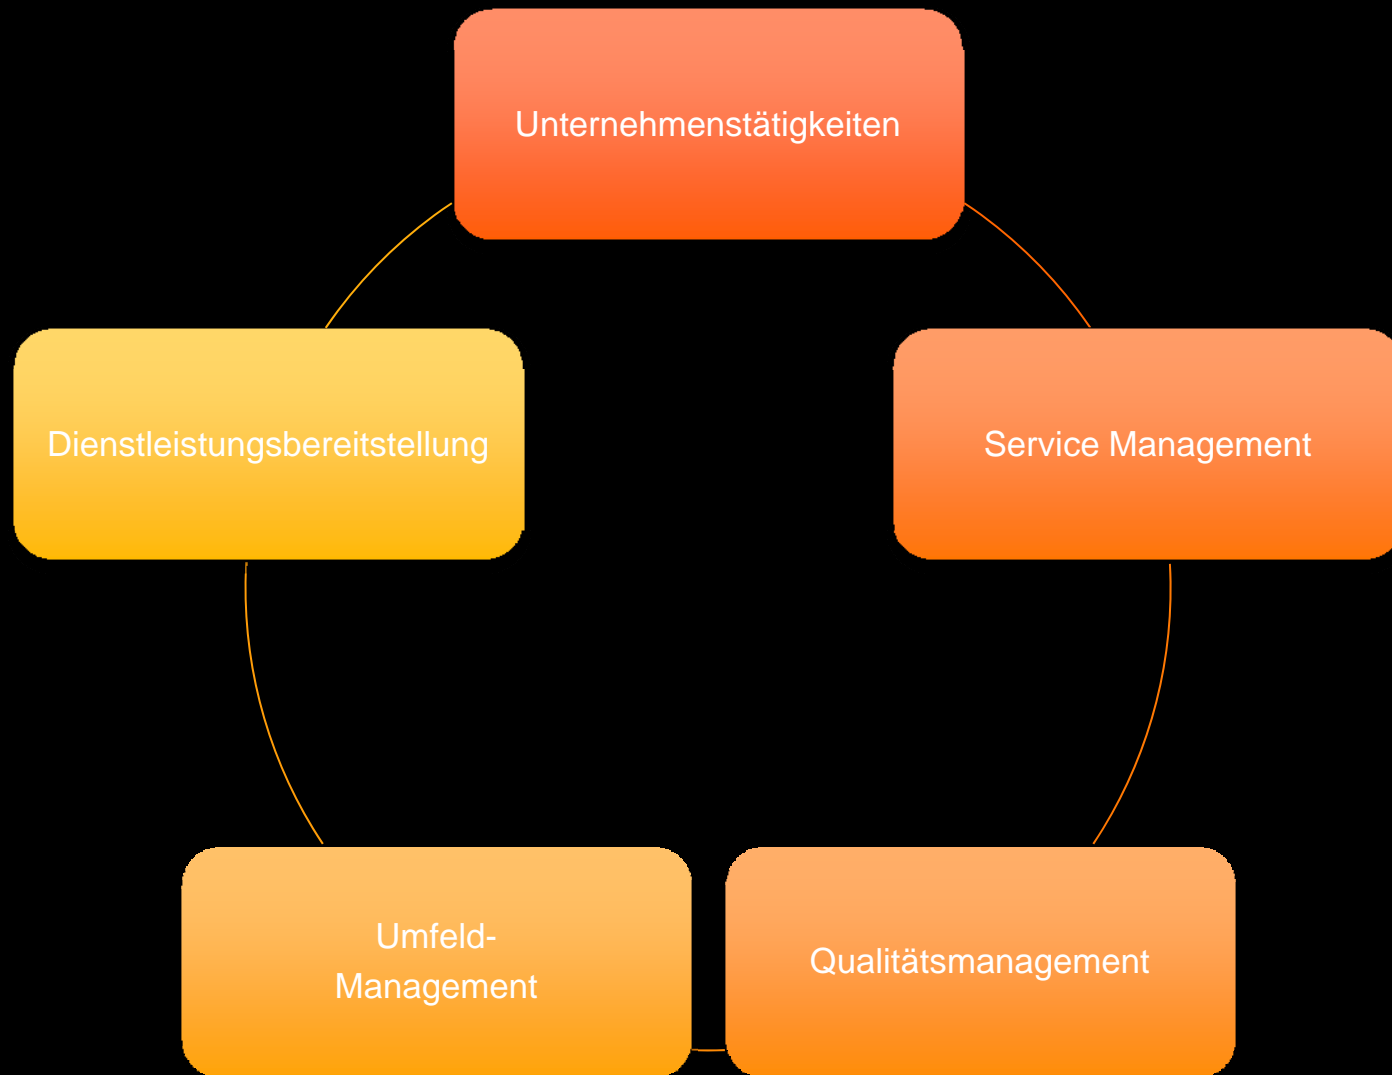 Unternehmenstätigkeiten
Dienstleistungsbereitstellung
Service Management
Umfeld-
Management
Qualitätsmanagement